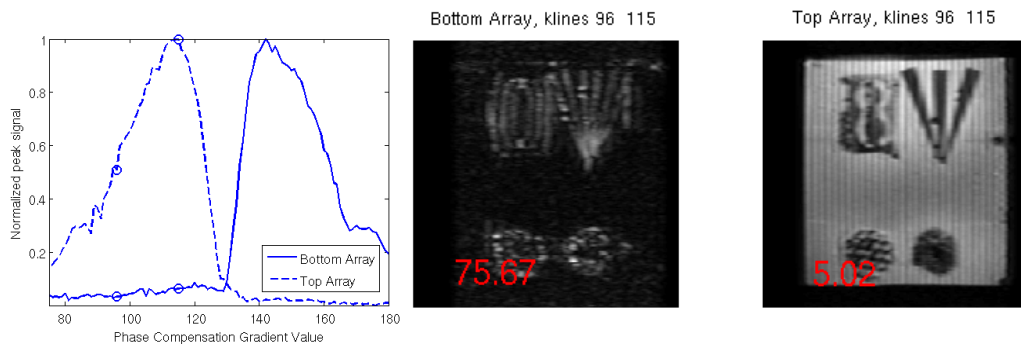 Bottom Array, klines 96 115
Top Array, klines 96 115
Normalized peak signal
1
0.8
0.6
0.4
0.2
80 100 120 140 160 180
Phase Compensation Gradient Value
Bottom Array
Top Array
75.67
5.02